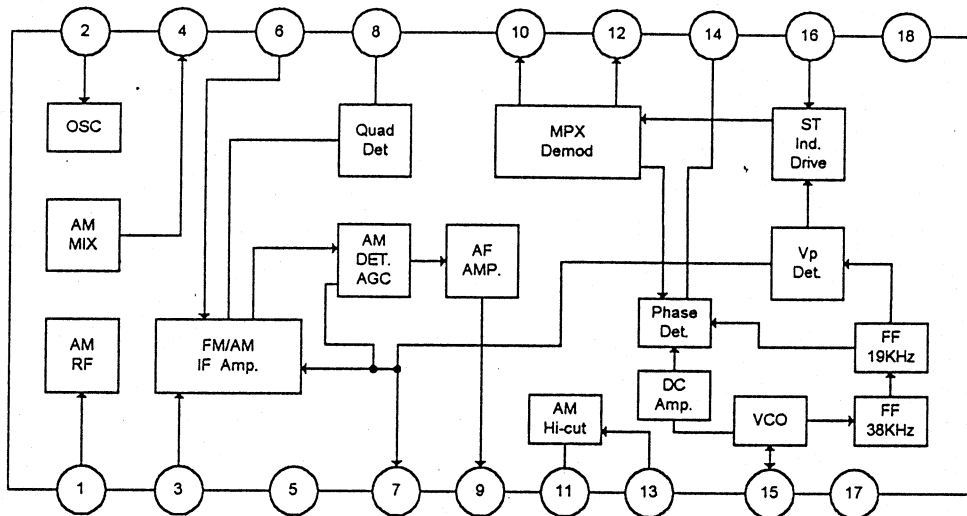 2 4 6 8 10 12 14 16 18
OSC
Quad
Det
MPX
Demod
ST
Ind.
Drive
AM
MIX
AM
DET.
AGC
AF
AMP.
Vp
Det.
AM
RF
FM/AM
IF Amp.
Phase
Det.
FF
19KHz
DC
Amp.
AM
Hi-cut
VCO
FF
38KHz
1 3 5 7 9 11 13 15 17